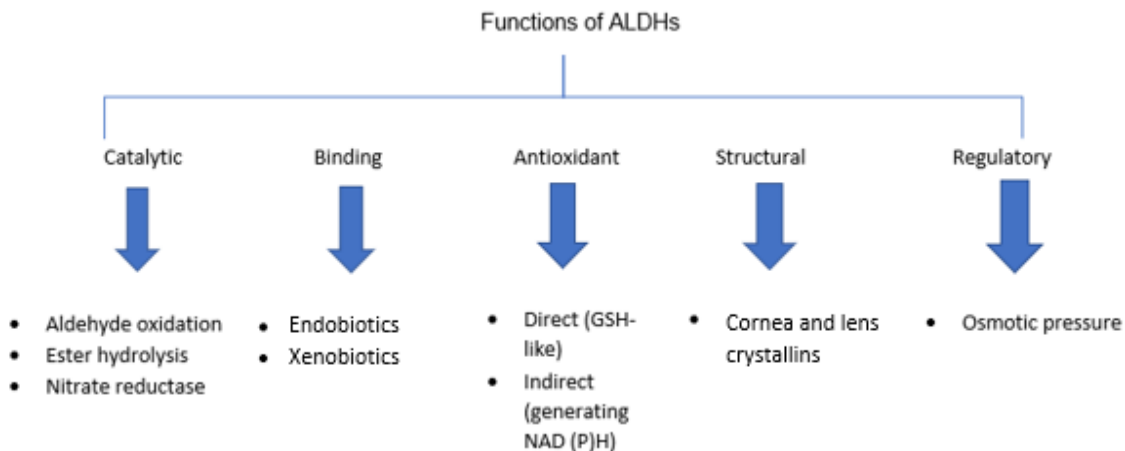 Functions of ALDHs
Catalytic
Binding
Antioxidant
Structural
Regulatory
• Aldehyde oxidation
• Ester hydrolysis
• Nitrate reductase
• Endobiotics
• Xenobiotics
• Direct (GSH-
like)
• Indirect
(generating
NAD (P)H)
• Cornea and lens
crystallins
• Osmotic pressure